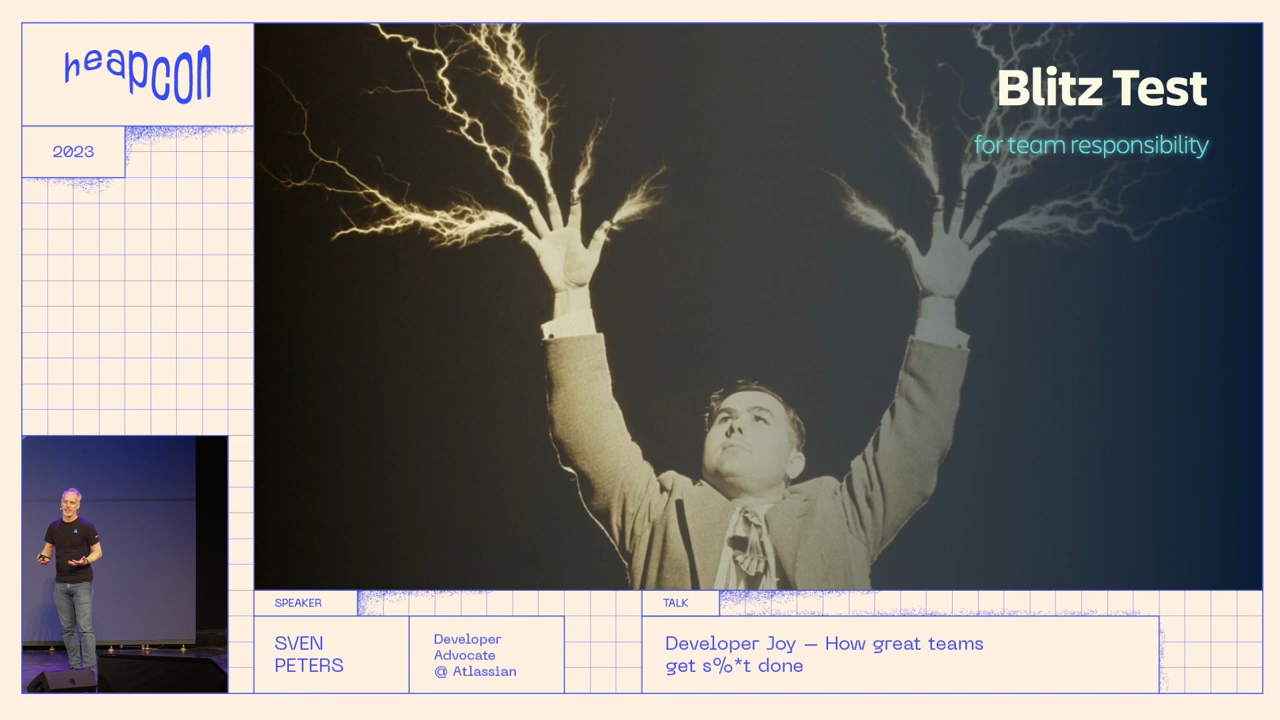 heapcon
2023
Blitz Test
for team responsibility
SPEAKER
SVEN
PETERS
Developer
Advocate
@ Atlassian
TALK
Developer Joy — How great teams
get s%*t done